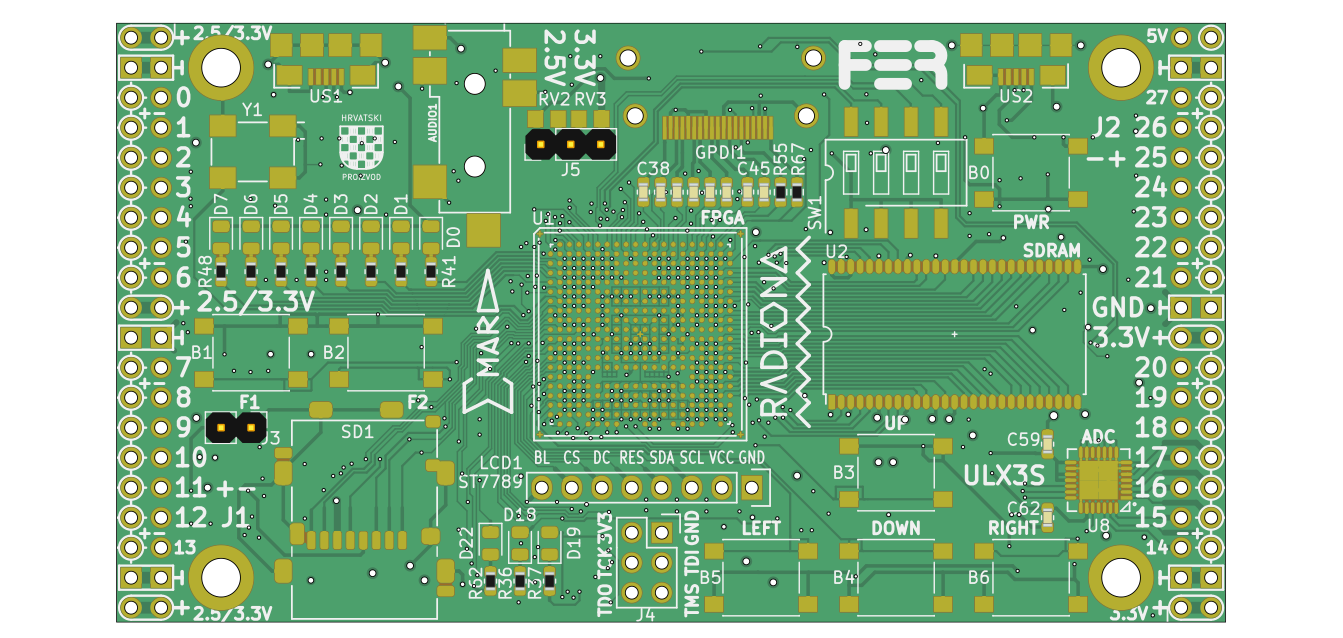 2.5/3.3V
+
US1
0
Y1
1
2
3
4
5
6
+
7
8
9
10
11 + -
12 J1
13
+
2.5/3.3V
HRVATSKI
PROIZVOD
AUDIO1
2.5V
3.3V
RV2 RV3
J5
D7
D6
D5
D4
D3
D2
D1
D0
R48
R41
2.5/3.3V
B1
B2
F1
F2
J3
SD1
MARD
U1
FPGA
C38
GPDI1
C45
R55
R67
FER
SW1
RADIONA
U2
SDRAM
US2
B0
PWR
5V
27
J2 26
- + 25
24
23
22
21
GND
3.3V+
20
19
18
17
16
15
14
+
3.3V
LCD1
ST7789
BL CS DC RES SDA SCL VCC GND
D22
D18
D19
R62
R36
R37
TDO TCK 3V3
TMS TDI GND
J4
UP
B3
ULX3S
C59
ADC
C62
U8
LEFT
DOWN
RIGHT
B5
B4
B6